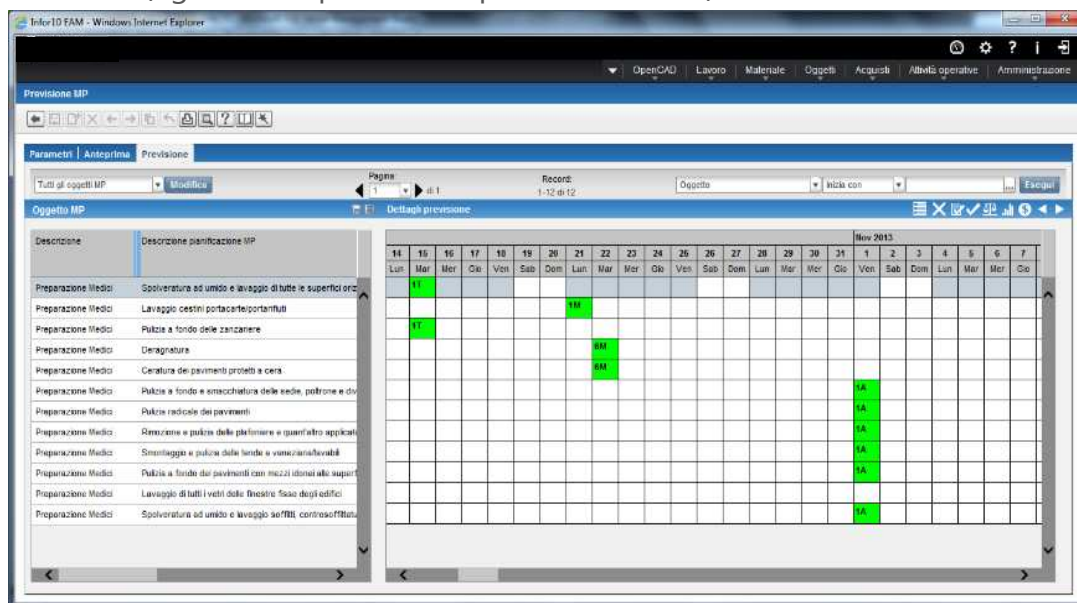 Infor10 EAM - Windows Internet Explorer
OpenCAD Lavoro Materiale Oggetti Acquisti Attività operative Amministrazione
Previsione MP
Parametri Anteprima Previsione
Tutti gli oggetti MP Modifica Pagina: 1 di 1 Record: 1-12 di 12 Oggetto Inizia con Esegui
Oggetto MP Dettagli previsione
Descrizione Descrizione pianificazione MP
Nov 2013
14 15 16 17 18 19 20 21 22 23 24 25 26 27 28 29 30 31 1 2 3 4 5 6 7
Lun Mar Mer Gio Ven Sab Dom Lun Mar Mer Gio Ven Sab Dom Lun Mar Mer Gio Ven Sab Dom Lun Mar Mer Gio
Preparazione Medici Spolveratura ad umido e lavaggio di tutte le superfici oriz 1T
Preparazione Medici Lavaggio cestini portacarte/portarifiuti 1M
Preparazione Medici Pulizia a fondo delle zanzariere 1T
Preparazione Medici Deragnatura 6M
Preparazione Medici Ceratura dei pavimenti protetti a cera 6M
Preparazione Medici Pulizia a fondo e smacchiatura delle sedie, poltrone e div 1A
Preparazione Medici Pulizia radicale dei pavimenti 1A
Preparazione Medici Rimozione e pulizia delle plafoniere e quant'altro applicat 1A
Preparazione Medici Smontaggio e pulizia delle tende a veneziana/lavabili 1A
Preparazione Medici Pulizia a fondo dei pavimenti con mezzi idonei alle superf 1A
Preparazione Medici Lavaggio di tutti i vetri delle finestre fisse degli edifici
Preparazione Medici Spolveratura ad umido e lavaggio soffitti, controsoffittatu 1A